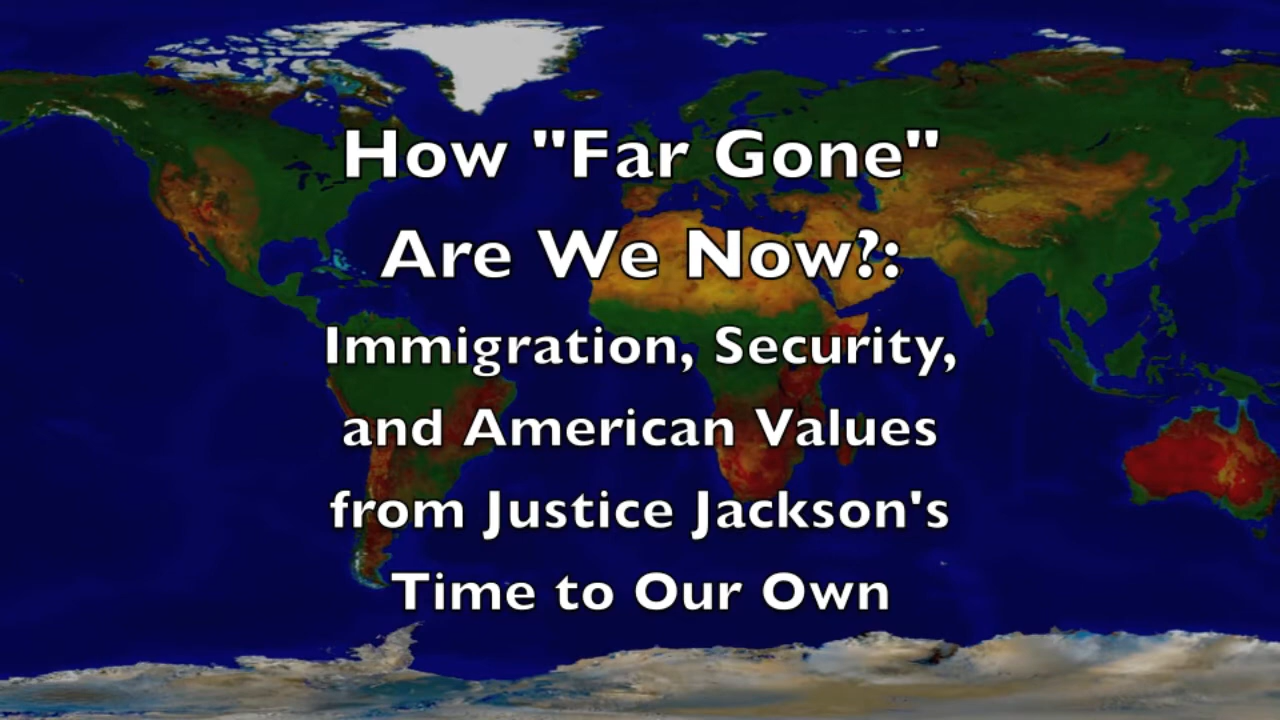 How "Far Gone"
Are We Now?:
Immigration, Security,
and American Values
from Justice Jackson's
Time to Our Own